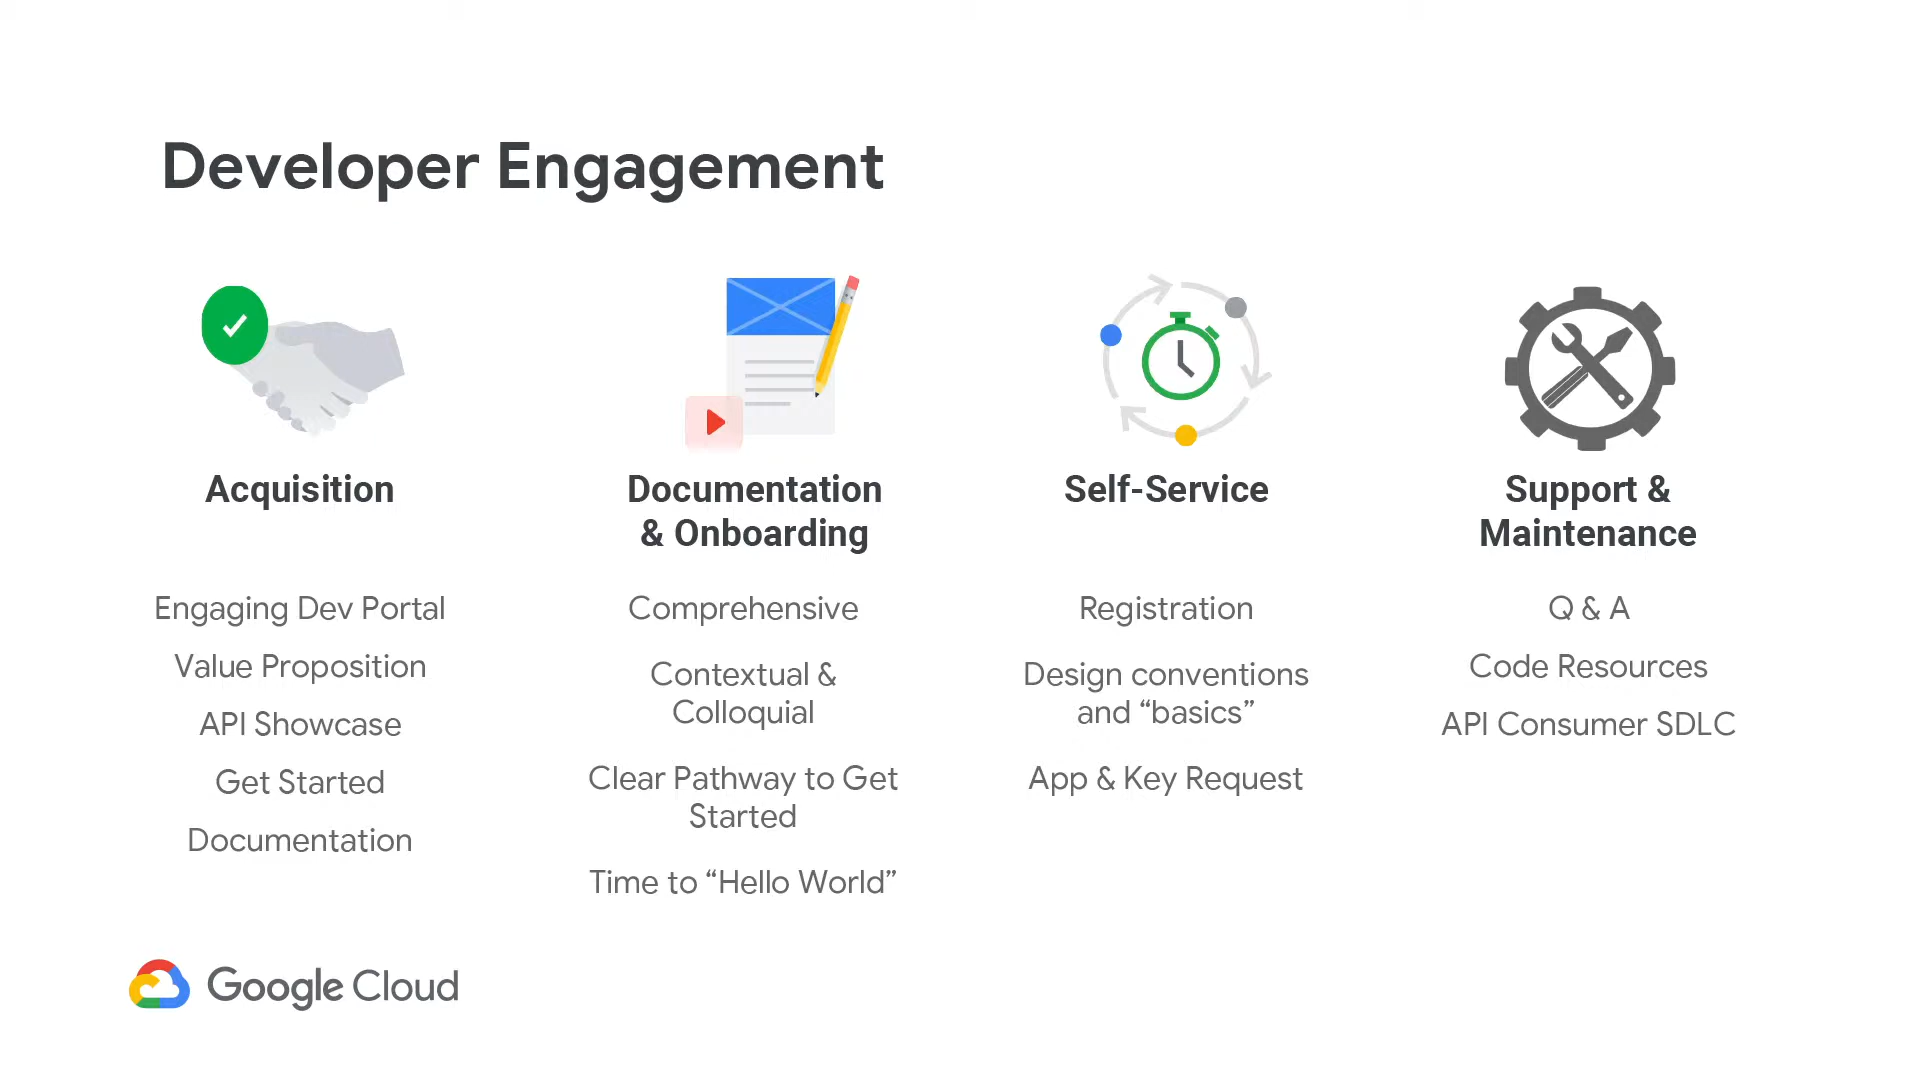 Developer Engagement
Acquisition
Engaging Dev Portal
Value Proposition
API Showcase
Get Started
Documentation
Documentation
& Onboarding
Comprehensive
Contextual &
Colloquial
Clear Pathway to Get
Started
Time to “Hello World”
Self-Service
Registration
Design conventions
and “basics”
App & Key Request
Support &
Maintenance
Q & A
Code Resources
API Consumer SDLC
Google Cloud